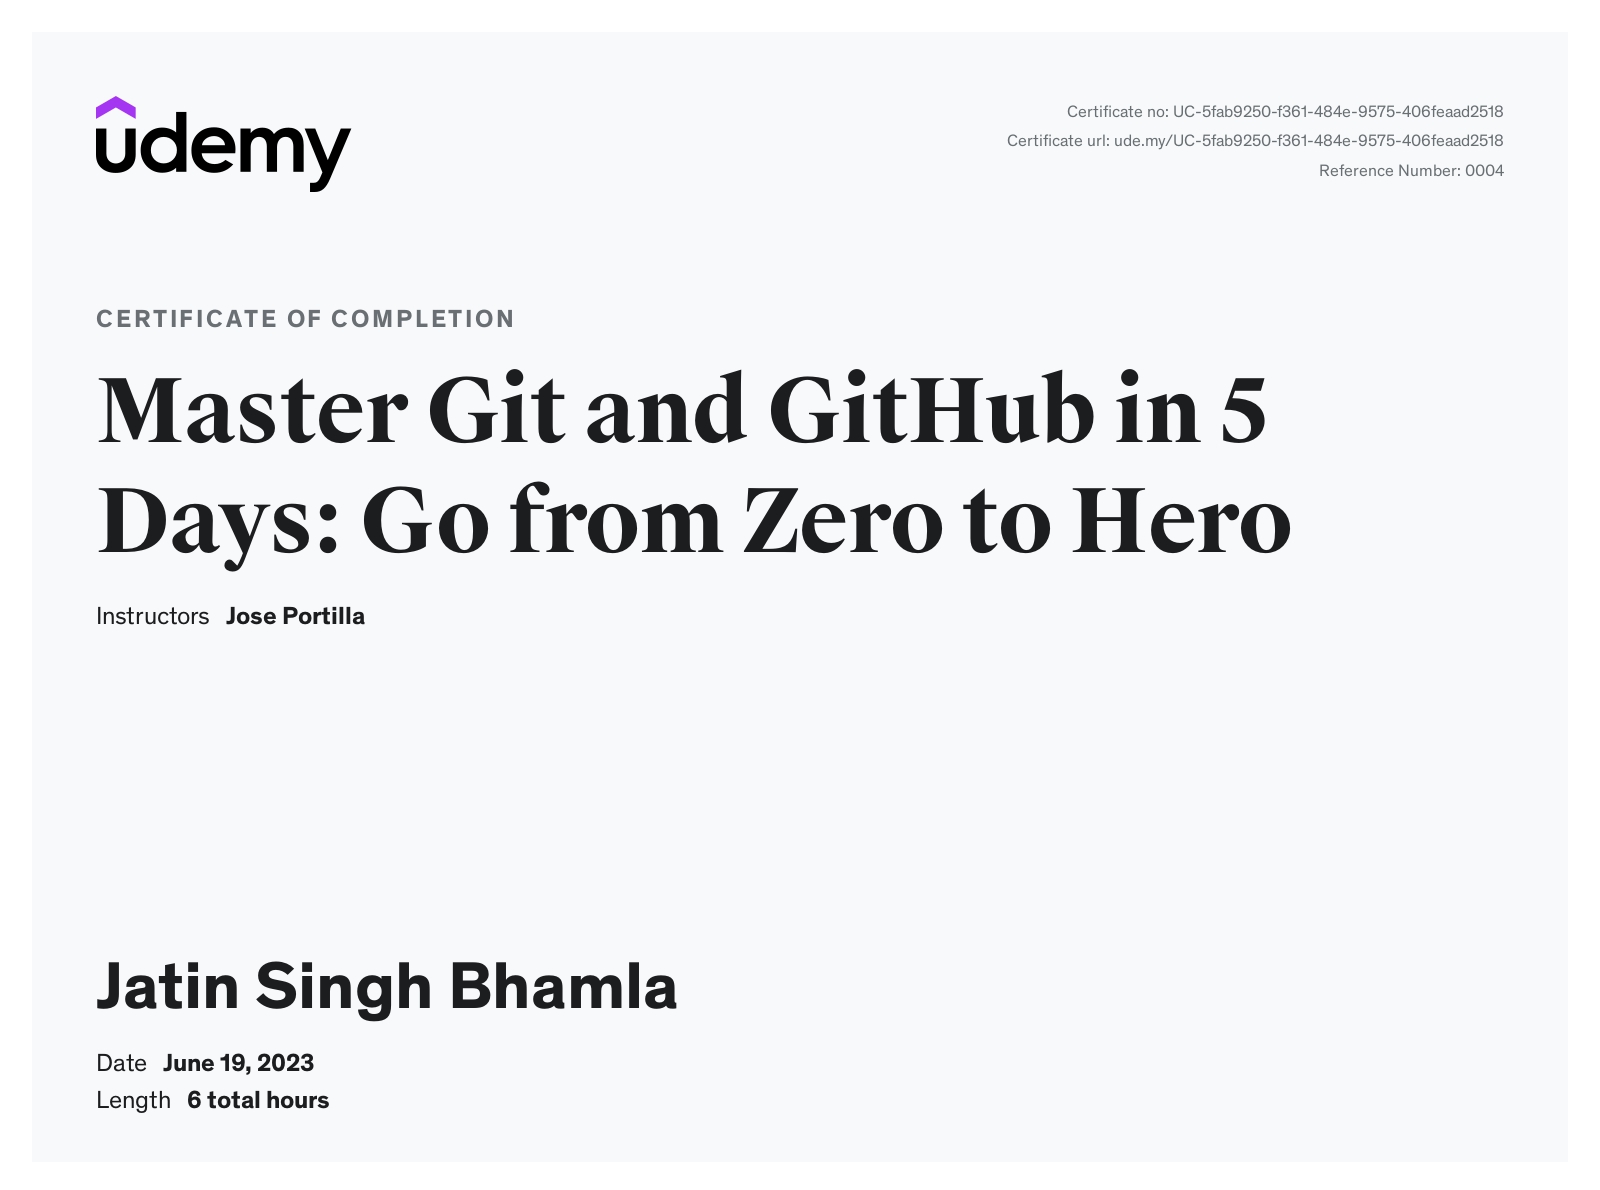 udemy
Certificate no: UC-5fab9250-f361-484e-9575-406feaad2518
Certificate url: ude.my/UC-5fab9250-f361-484e-9575-406feaad2518
Reference Number: 0004
CERTIFICATE OF COMPLETION
Master Git and GitHub in 5
Days: Go from Zero to Hero
Instructors Jose Portilla
Jatin Singh Bhamla
Date June 19, 2023
Length 6 total hours